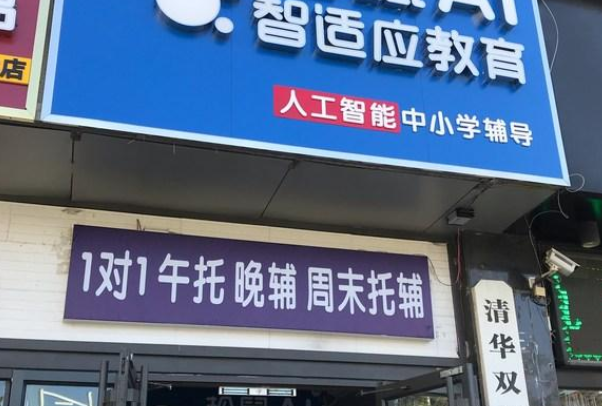 店
智适应教育
人工智能中小学辅导
1对1 午托 晚辅 周末托辅
清华双